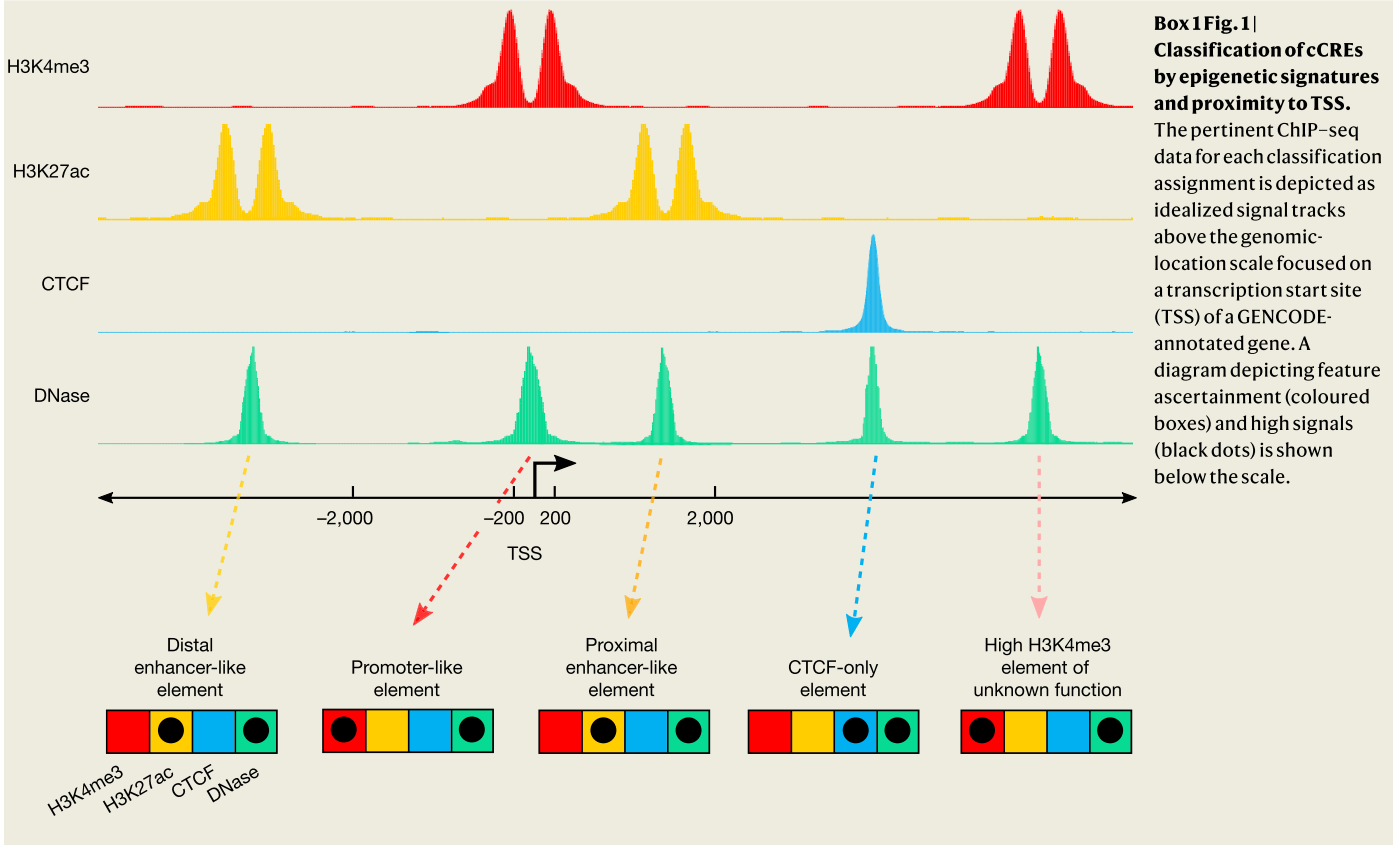 H3K4me3
H3K27ac
CTCF
DNase
–2,000
–200
200
2,000
TSS
Distal
enhancer-like
element
Promoter-like
element
Proximal
enhancer-like
element
CTCF-only
element
High H3K4me3
element of
unknown function
H3K4me3
H3K27ac
CTCF
DNase
Box 1 Fig. 1 |
Classification of cCREs
by epigenetic signatures
and proximity to TSS.
The pertinent ChIP–seq
data for each classification
assignment is depicted as
idealized signal tracks
above the genomic-
location scale focused on
a transcription start site
(TSS) of a GENCODE-
annotated gene. A
diagram depicting feature
ascertainment (coloured
boxes) and high signals
(black dots) is shown
below the scale.